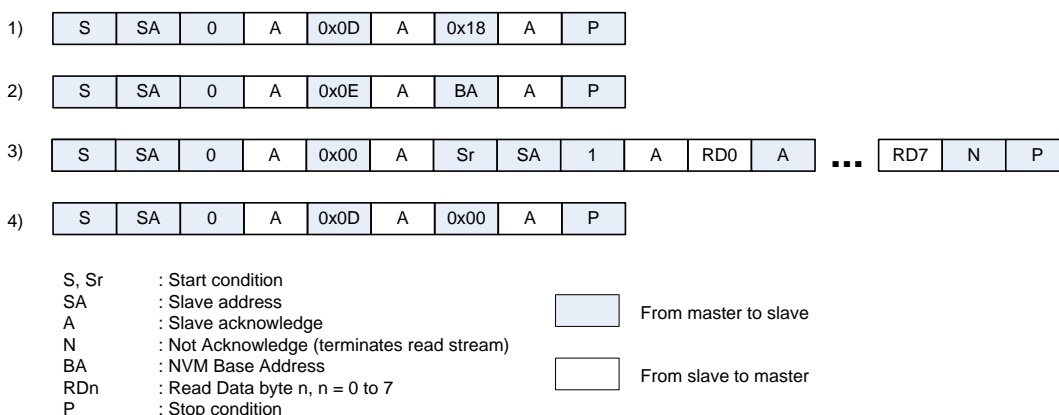 1) S SA 0 A 0x0D A 0x18 A P
2) S SA 0 A 0x0E A BA A P
3) S SA 0 A 0x00 A Sr SA 1 A RD0 A ... RD7 N P
4) S SA 0 A 0x0D A 0x00 A P
S, Sr : Start condition
SA : Slave address
A : Slave acknowledge
N : Not Acknowledge (terminates read stream)
BA : NVM Base Address
RDn : Read Data byte n, n = 0 to 7
P : Stop condition
From master to slave
From slave to master